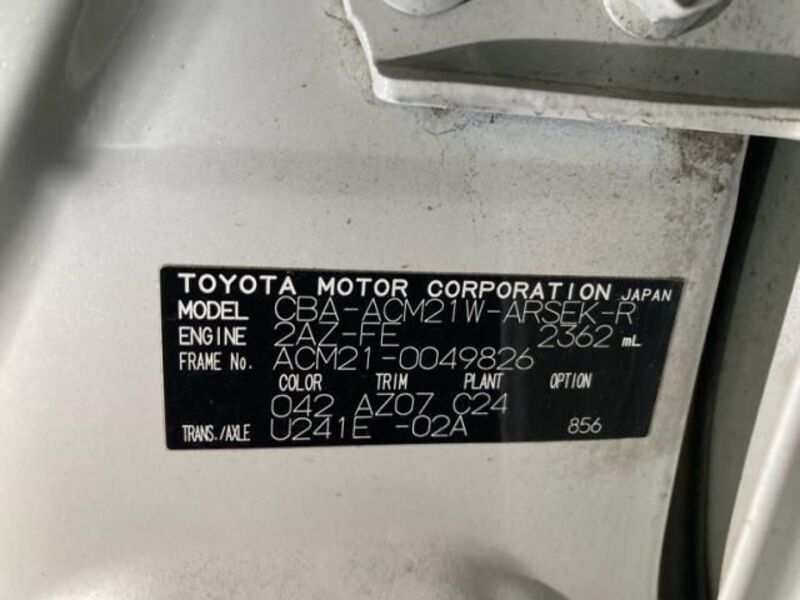 TOYOTA MOTOR CORPORATION JAPAN
MODEL CBA-ACM21W-ARSEK-R
ENGINE 2AZ-FE 2362 mL
FRAME No. ACM21-0049826
COLOR TRIM PLANT OPTION
042 AZ07 C24
TRANS./AXLE U241E -02A 856